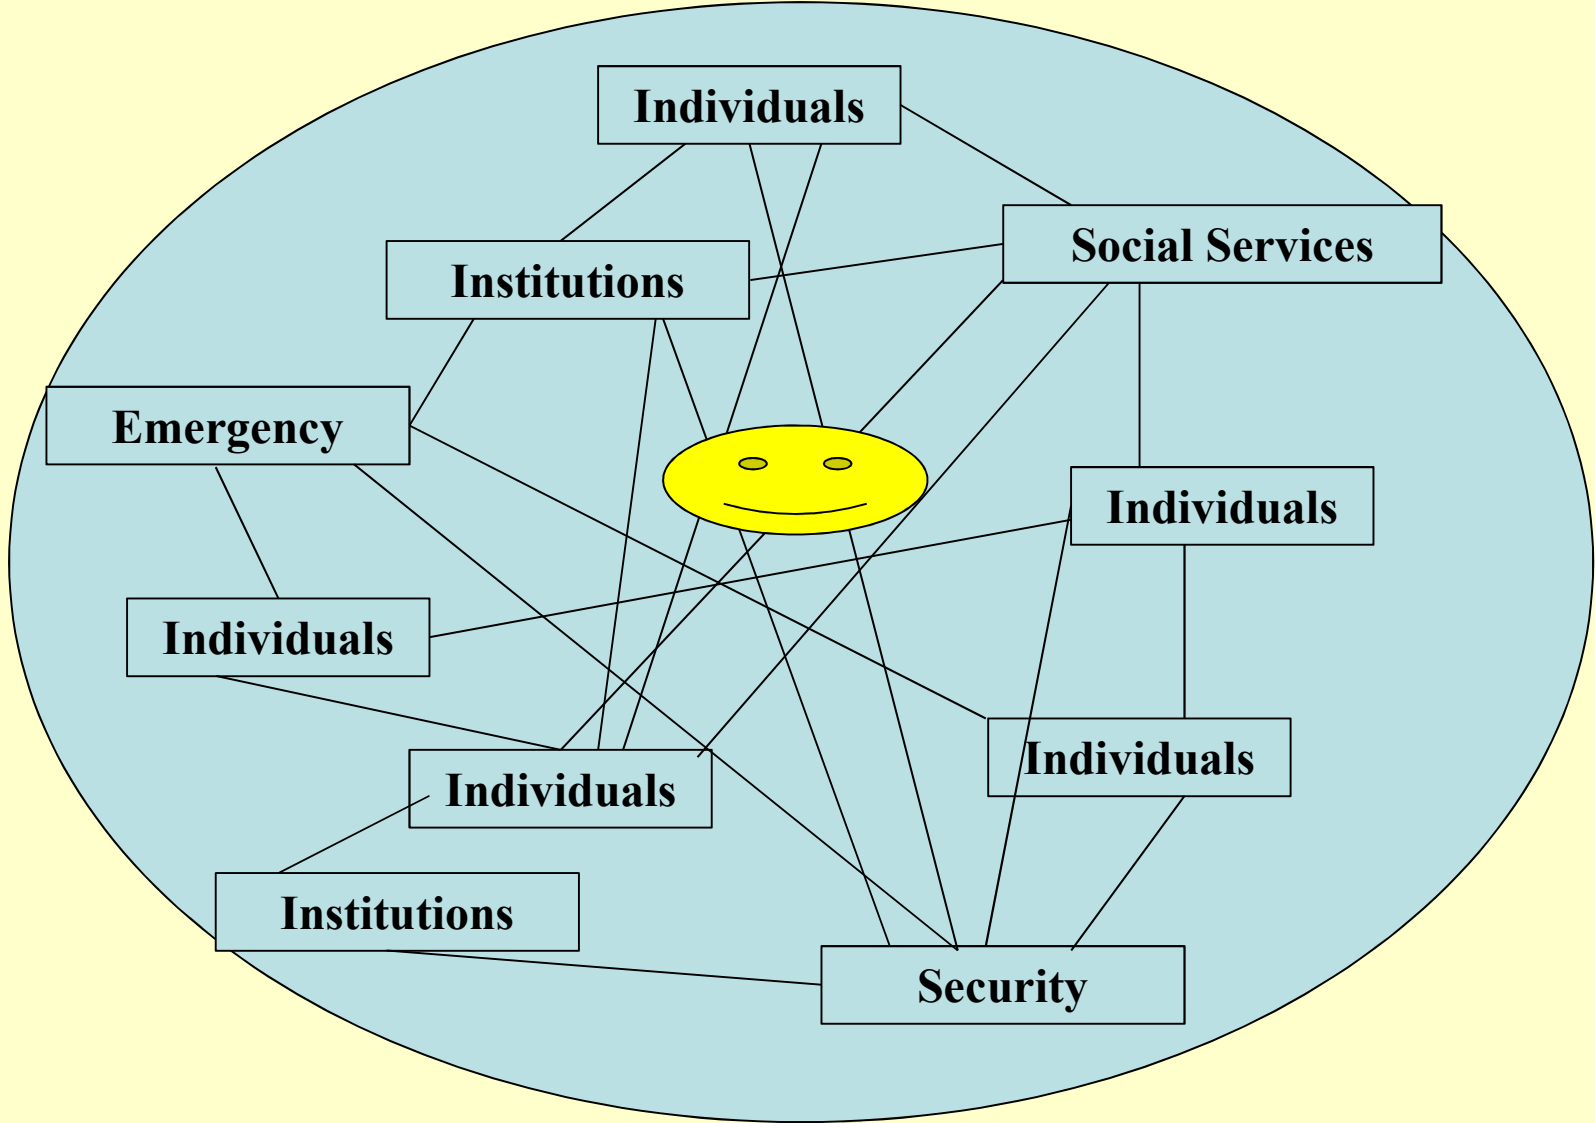 Individuals
Social Services
Institutions
Emergency
Individuals
Individuals
Individuals
Individuals
Institutions
Security